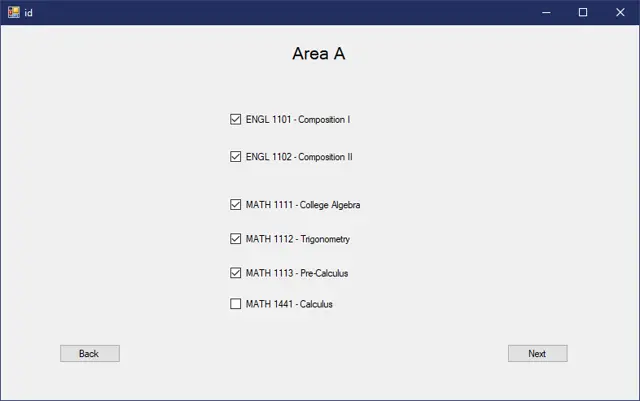 id
Area A
ENGL 1101 - Composition I
ENGL 1102 - Composition II
MATH 1111 - College Algebra
MATH 1112 - Trigonometry
MATH 1113 - Pre-Calculus
MATH 1441 - Calculus
Back
Next